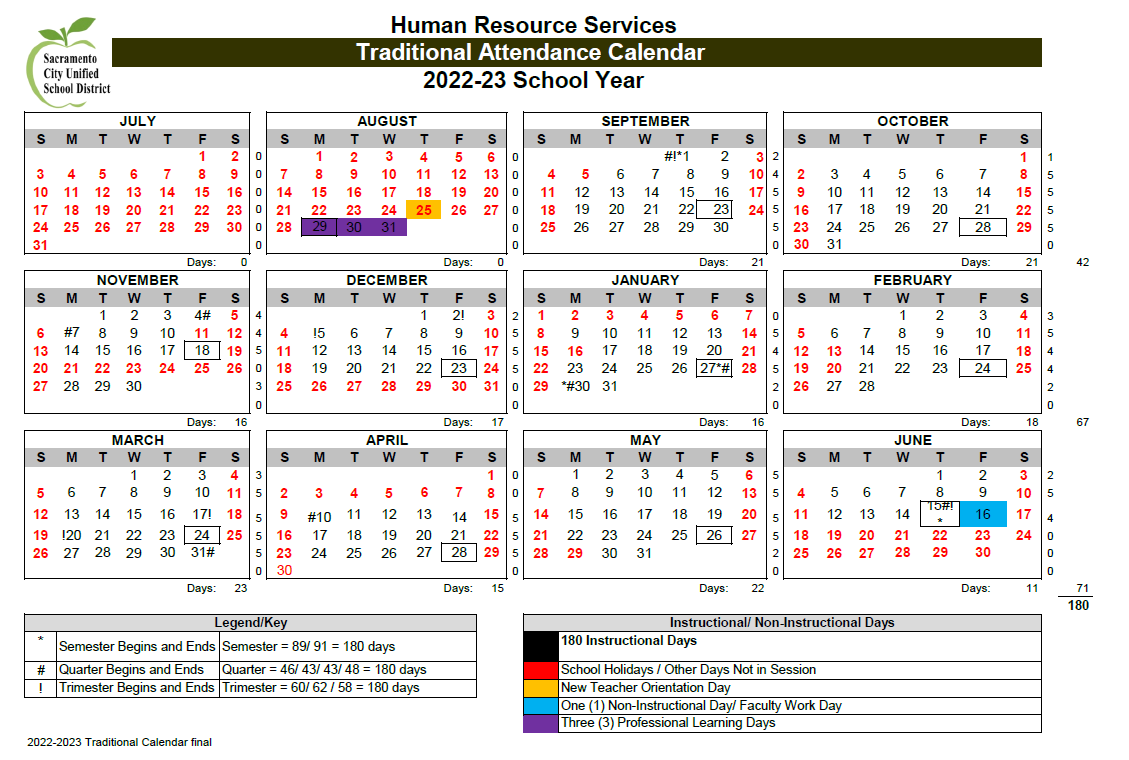 Sacramento
City Unified
School District
Human Resource Services
Traditional Attendance Calendar
2022-23 School Year
JULY
S M T W T F S
1 2 0
3 4 5 6 7 8 9 0
10 11 12 13 14 15 16 0
17 18 19 20 21 22 23 0
24 25 26 27 28 29 30 0
31 0
Days: 0
AUGUST
S M T W T F S
1 2 3 4 5 6 0
7 8 9 10 11 12 13 0
14 15 16 17 18 19 20 0
21 22 23 24 25 26 27 0
28 29 30 31 0
0
Days: 0
SEPTEMBER
S M T W T F S
#!*1 2 3 2
4 5 6 7 8 9 10 4
11 12 13 14 15 16 17 5
18 19 20 21 22 23 24 5
25 26 27 28 29 30 5
0
Days: 21
OCTOBER
S M T W T F S
1 1
2 3 4 5 6 7 8 5
9 10 11 12 13 14 15 5
16 17 18 19 20 21 22 5
23 24 25 26 27 28 29 5
30 31 0
Days: 21 42
NOVEMBER
S M T W T F S
1 2 3 4# 5 4
6 #7 8 9 10 11 12 4
13 14 15 16 17 18 19 5
20 21 22 23 24 25 26 0
27 28 29 30 3
0
Days: 16
DECEMBER
S M T W T F S
1 2! 3 2
4 !5 6 7 8 9 10 5
11 12 13 14 15 16 17 5
18 19 20 21 22 23 24 5
25 26 27 28 29 30 31 0
0
Days: 17
JANUARY
S M T W T F S
1 2 3 4 5 6 7 0
8 9 10 11 12 13 14 5
15 16 17 18 19 20 21 4
22 23 24 25 26 27*# 28 5
29 *#30 31 2
0
Days: 16
FEBRUARY
S M T W T F S
1 2 3 4 3
5 6 7 8 9 10 11 5
12 13 14 15 16 17 18 4
19 20 21 22 23 24 25 4
26 27 28 2
0
Days: 18 67
MARCH
S M T W T F S
1 2 3 4 3
5 6 7 8 9 10 11 5
12 13 14 15 16 17! 18 5
19 !20 21 22 23 24 25 5
26 27 28 29 30 31# 5
0
Days: 23
APRIL
S M T W T F S
1 0
2 3 4 5 6 7 8 0
9 #10 11 12 13 14 15 5
16 17 18 19 20 21 22 5
23 24 25 26 27 28 29 5
30 0
Days: 15
MAY
S M T W T F S
1 2 3 4 5 6 5
7 8 9 10 11 12 13 5
14 15 16 17 18 19 20 5
21 22 23 24 25 26 27 5
28 29 30 31 2
0
Days: 22
JUNE
S M T W T F S
1 2 3 2
4 5 6 7 8 9 10 5
11 12 13 14 15#!* 16 17 4
18 19 20 21 22 23 24 0
25 26 27 28 29 30 0
0
Days: 11 71
180
Legend/Key
* Semester Begins and Ends Semester = 89/ 91 = 180 days
# Quarter Begins and Ends Quarter = 46/ 43/ 43/ 48 = 180 days
! Trimester Begins and Ends Trimester = 60/ 62 / 58 = 180 days
Instructional/ Non-Instructional Days
180 Instructional Days
School Holidays / Other Days Not in Session
New Teacher Orientation Day
One (1) Non-Instructional Day/ Faculty Work Day
Three (3) Professional Learning Days
2022-2023 Traditional Calendar final